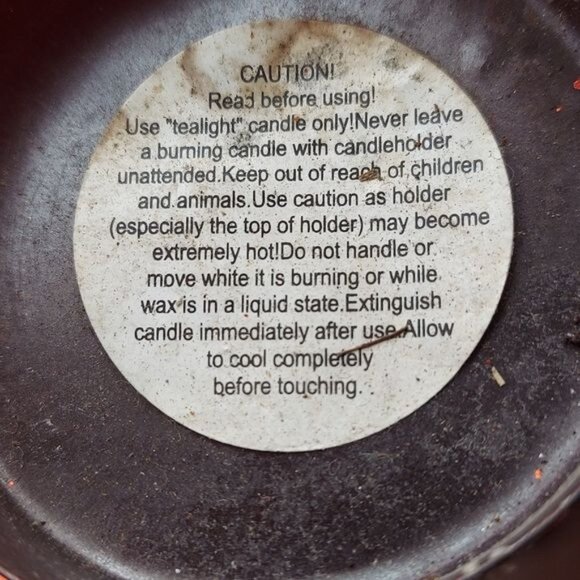 CAUTION!
Read before using!
Use "tealight" candle only!Never leave
a burning candle with candleholder
unattended.Keep out of reach of children
and animals.Use caution as holder
(especially the top of holder) may become
extremely hot!Do not handle or
move white it is burning or while
wax is in a liquid state.Extinguish
candle immediately after use.Allow
to cool completely
before touching.